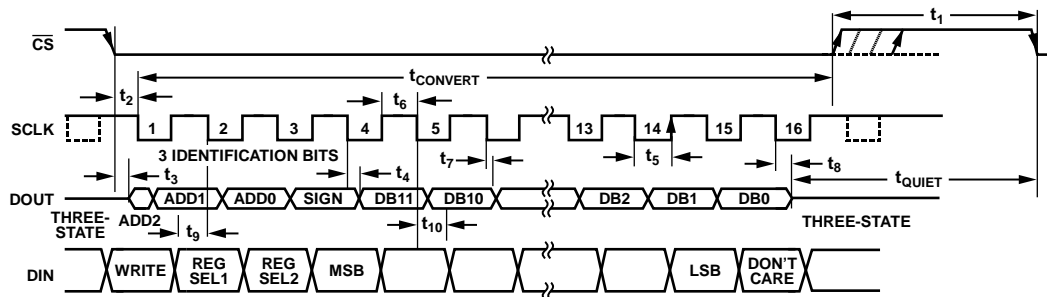 t1
CS
tCONVERT
t2
t6
SCLK
1 2 3 4 5 13 14 15 16
3 IDENTIFICATION BITS
t7
t5
t8
t3
t4
tQUIET
DOUT
ADD1 ADD0 SIGN DB11 DB10 DB2 DB1 DB0
THREE-
STATE
ADD2
THREE-STATE
t9
t10
DIN
WRITE
REG
SEL1
REG
SEL2
MSB
LSB
DON'T
CARE